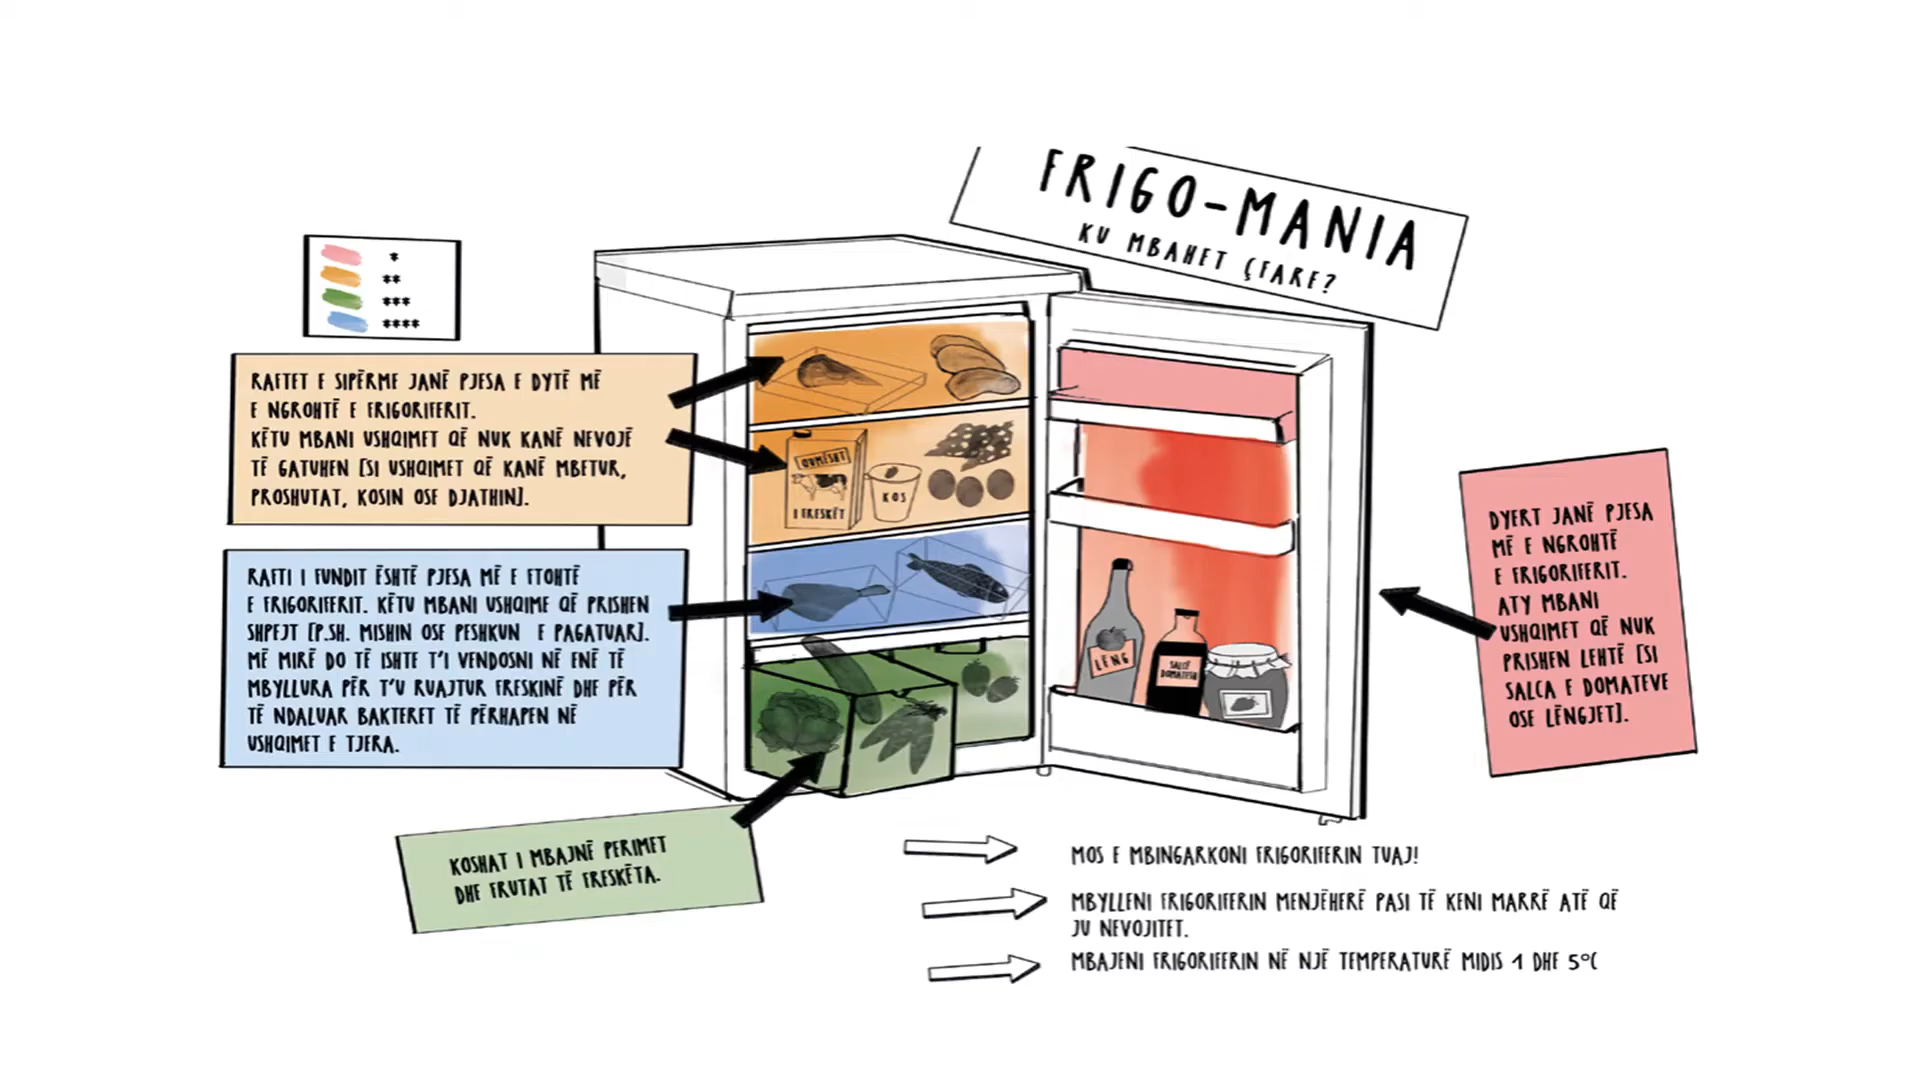 FRIGO-MANIA
KU MBAHET ÇFARE?
*
**
***
****
RAFTET E SIPËRME JANË PJESA E DYTË MË
E NGROHTË E FRIGORIFERIT.
KËTU MBANI USHQIMET QË NUK KANË NEVOJË
TË GATUHEN [SI USHQIMET QË KANË MBETUR,
PROSHUTAT, KOSIN OSE DJATHIN].
QUMËSHT
I FRESKËT
KOS
RAFTI I FUNDIT ËSHTË PJESA MË E FTOHTË
E FRIGORIFERIT. KËTU MBANI USHQIME QË PRISHEN
SHPEJT [P.SH. MISHIN OSE PESHKUN E PAGATUAR].
MË MIRË DO TË ISHTE T'I VENDOSNI NË ENË TË
MBYLLURA PËR T'U RUAJTUR FRESKINË DHE PËR
TË NDALUAR BAKTERET TË PËRHAPEN NË
USHQIMET E TJERA.
LËNG
SALCË
DOMATESH
DYERT JANË PJESA
MË E NGROHTË
E FRIGORIFERIT.
ATY MBANI
USHQIMET QË NUK
PRISHEN LEHTË [SI
SALCA E DOMATEVE
OSE LËNGJET].
KOSHAT I MBAJNË PERIMET
DHE FRUTAT TË FRESKËTA.
MOS E MBINGARKONI FRIGORIFERIN TUAJ!
MBYLLENI FRIGORIFERIN MENJËHERË PASI TË KENI MARRË ATË QË
JU NEVOJITET.
MBAJENI FRIGORIFERIN NË NJË TEMPERATURË MIDIS 1 DHE 5°C